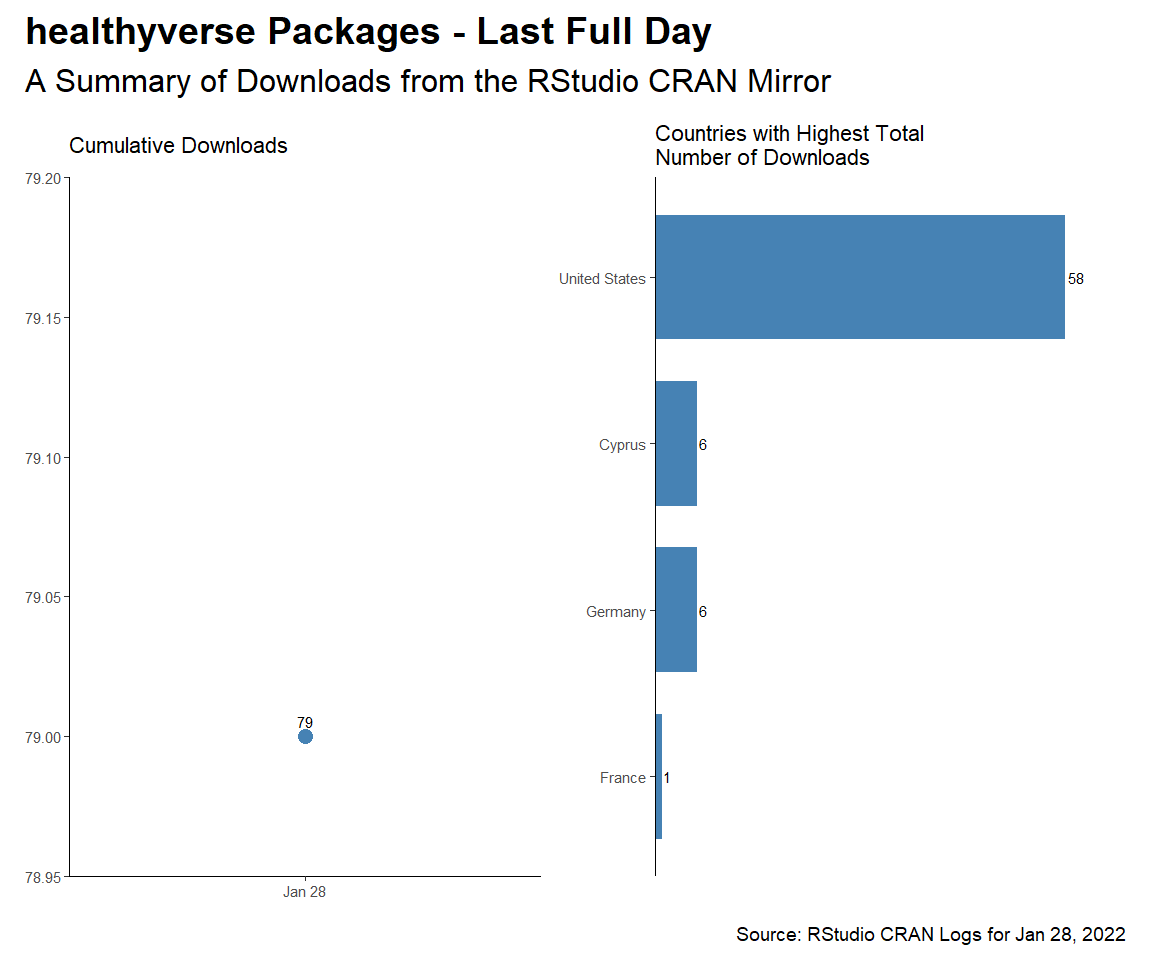 healthyverse Packages - Last Full Day
A Summary of Downloads from the RStudio CRAN Mirror
Cumulative Downloads
79.20
79.15
79.10
79.05
79.00
78.95
79
Jan 28
Countries with Highest Total
Number of Downloads
United States
58
Cyprus
6
Germany
6
France
1
Source: RStudio CRAN Logs for Jan 28, 2022